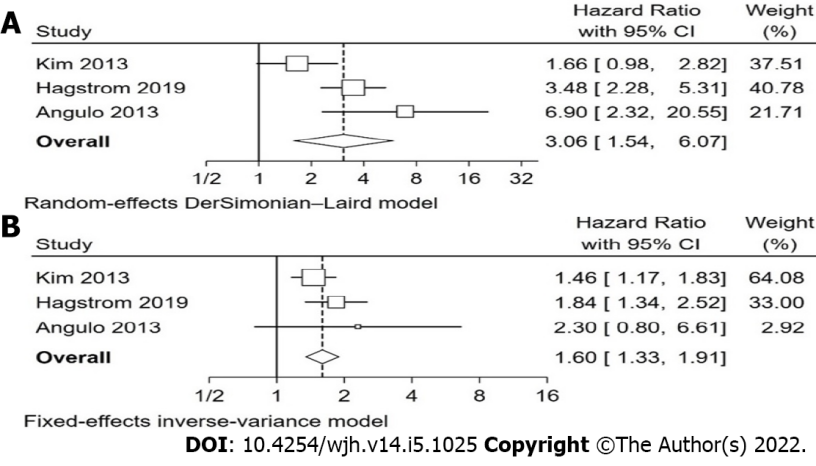 A
Study Hazard Ratio with 95% CI Weight (%)
Kim 2013 1.66 [ 0.98, 2.82] 37.51
Hagstrom 2019 3.48 [ 2.28, 5.31] 40.78
Angulo 2013 6.90 [ 2.32, 20.55] 21.71
Overall 3.06 [ 1.54, 6.07]
1/2 1 2 4 8 16 32
Random-effects DerSimonian–Laird model
B
Study Hazard Ratio with 95% CI Weight (%)
Kim 2013 1.46 [ 1.17, 1.83] 64.08
Hagstrom 2019 1.84 [ 1.34, 2.52] 33.00
Angulo 2013 2.30 [ 0.80, 6.61] 2.92
Overall 1.60 [ 1.33, 1.91]
1/2 1 2 4 8 16
Fixed-effects inverse-variance model
DOI: 10.4254/wjh.v14.i5.1025 Copyright ©The Author(s) 2022.